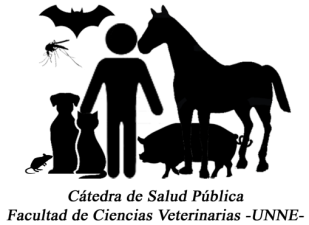 Cátedra de Salud Pública
Facultad de Ciencias Veterinarias -UNNE-